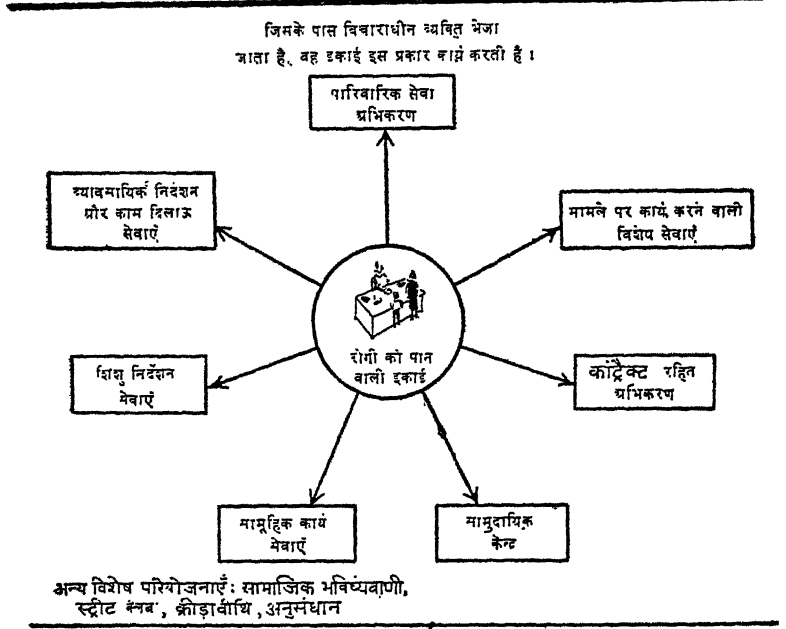 जिसके पास विचाराधीन व्यक्ति भेजा
जाता है, वह इकाई इस प्रकार कार्य करती है।
पारिवारिक सेवा
अभिकरण
व्यावसायिक निदेशन
और काम दिलाऊ
सेवाएँ
मामले पर कार्य करने वाली
विशेष सेवाएँ
रोगी को पाने
वाली इकाई
शिशु निर्देशन
सेवाएँ
कांट्रैक्ट रहित
अभिकरण
सामूहिक कार्य
सेवाएँ
सामुदायिक
केन्द्र
अन्य विशेष परियोजनाएँ: सामाजिक भविष्यवाणी,
स्ट्रीट क्लब, क्रीड़ावीथि, अनुसंधान